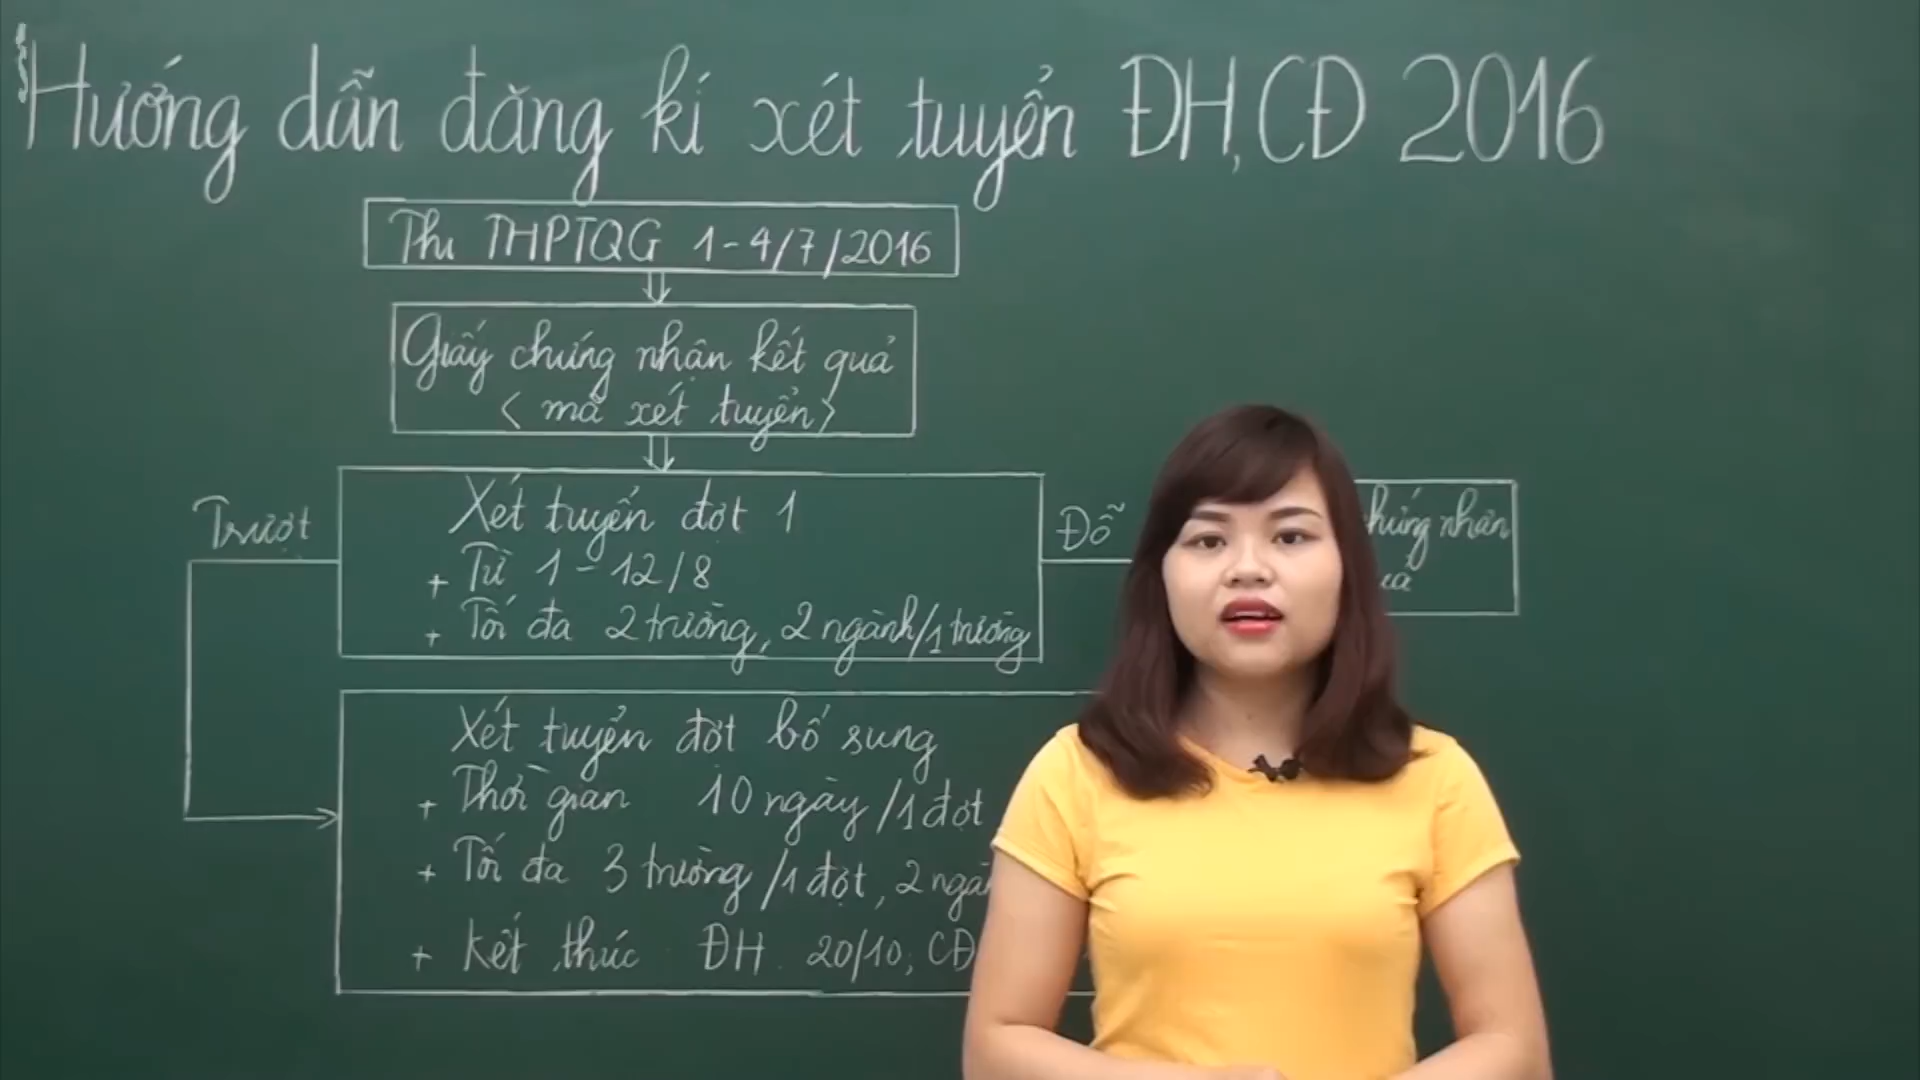 Hướng dẫn đăng kí xét tuyển ĐH, CĐ 2016
Thi THPTQG 1-4/7/2016
Giấy chứng nhận kết quả
< mã xét tuyển>
Trượt
Xét tuyển đợt 1
+ Từ 1-12/8
+ Tối đa 2 trường, 2 ngành/1 trường
Đỗ
nhận
Xét tuyển đợt bổ sung
+ Thời gian 10 ngày /1 đợt
+ Tối đa 3 trường /1 đợt, 2
+ Kết thúc ĐH 20/10, CĐ